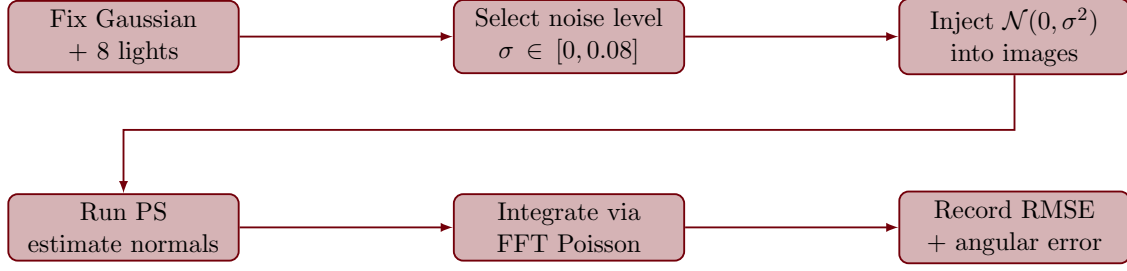 Fix Gaussian
+ 8 lights
Select noise level
σ ∈ [0, 0.08]
Inject 𝒩(0, σ²)
into images
Run PS
estimate normals
Integrate via
FFT Poisson
Record RMSE
+ angular error